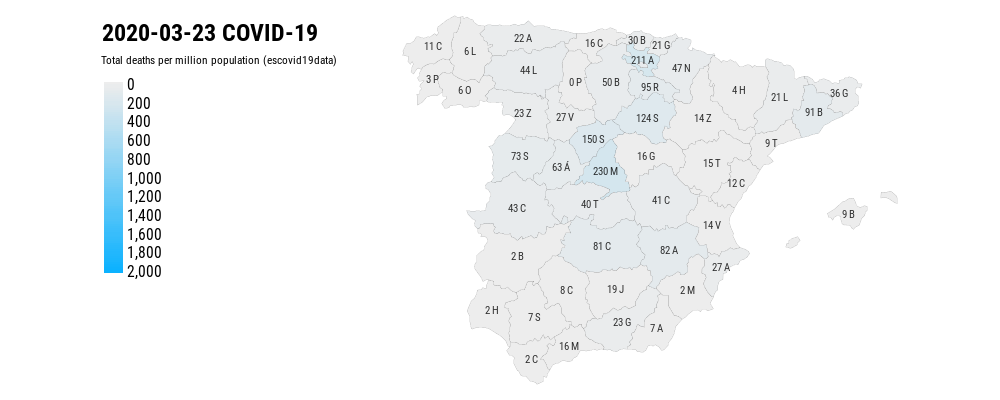 2020-03-23 COVID-19
Total deaths per million population (escovid19data)
0
200
400
600
800
1,000
1,200
1,400
1,600
1,800
2,000
11 C
6 L
22 A
16 C
30 B
21 G
3 P
6 O
44 L
0 P
50 B
211 A
47 N
95 R
4 H
21 L
36 G
91 B
23 Z
27 V
124 S
14 Z
9 T
73 S
63 Á
150 S
230 M
16 G
15 T
12 C
43 C
40 T
41 C
14 V
9 B
2 B
81 C
82 A
27 A
2 H
8 C
19 J
2 M
7 S
23 G
7 A
2 C
16 M